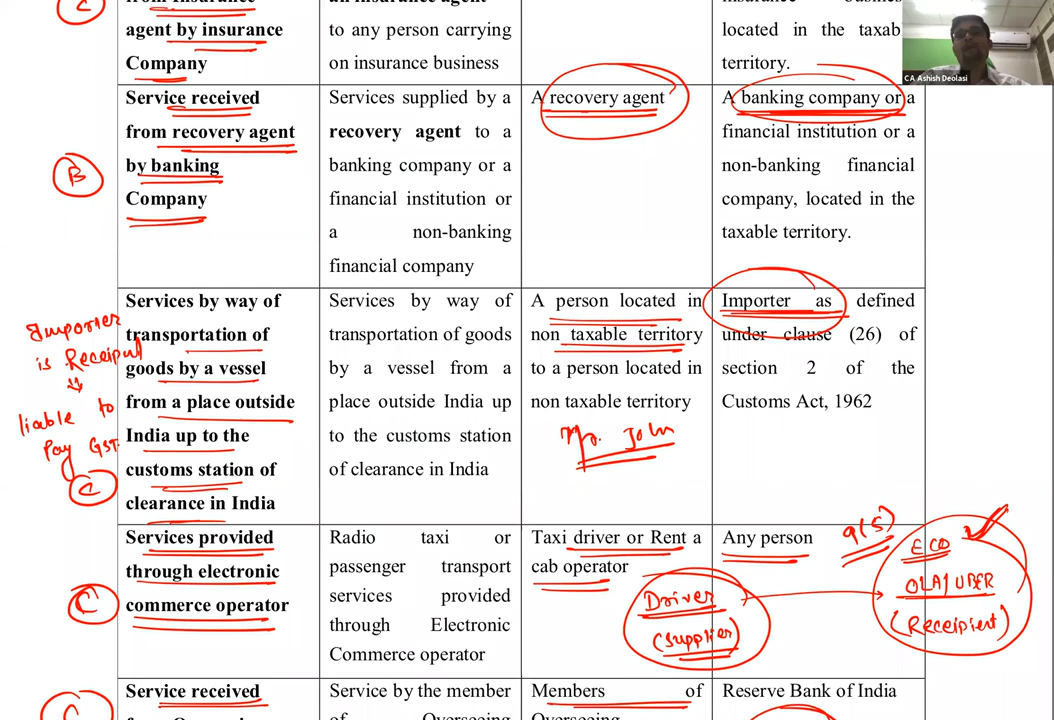 from Insurance
agent by insurance
Company
an insurance agent
to any person carrying
on insurance business
located in the taxab
territory.
CA Ashish Deolasi
C
Service received
from recovery agent
by banking
Company
Services supplied by a
recovery agent to a
banking company or a
financial institution or
a non-banking
financial company
A recovery agent
A banking company or a
financial institution or a
non-banking financial
company, located in the
taxable territory.
B
Services by way of
transportation of
goods by a vessel
from a place outside
India up to the
customs station of
clearance in India
Services by way of
transportation of goods
by a vessel from a
place outside India up
to the customs station
of clearance in India
A person located in
non taxable territory
to a person located in
non taxable territory
Mr. John
Importer as defined
under clause (26) of
section 2 of the
Customs Act, 1962
Importer
is Receipent
⇓
liable to
Pay GST.
C
Services provided
through electronic
commerce operator
Radio taxi or
passenger transport
services provided
through Electronic
Commerce operator
Taxi driver or Rent a
cab operator
Any person
9(5)
ECO
OLA/UBER
(Receipient)
Driver
(Supplier)
C
Service received
Service by the member
of Overseeing
Members of
Overseeing
Reserve Bank of India
C